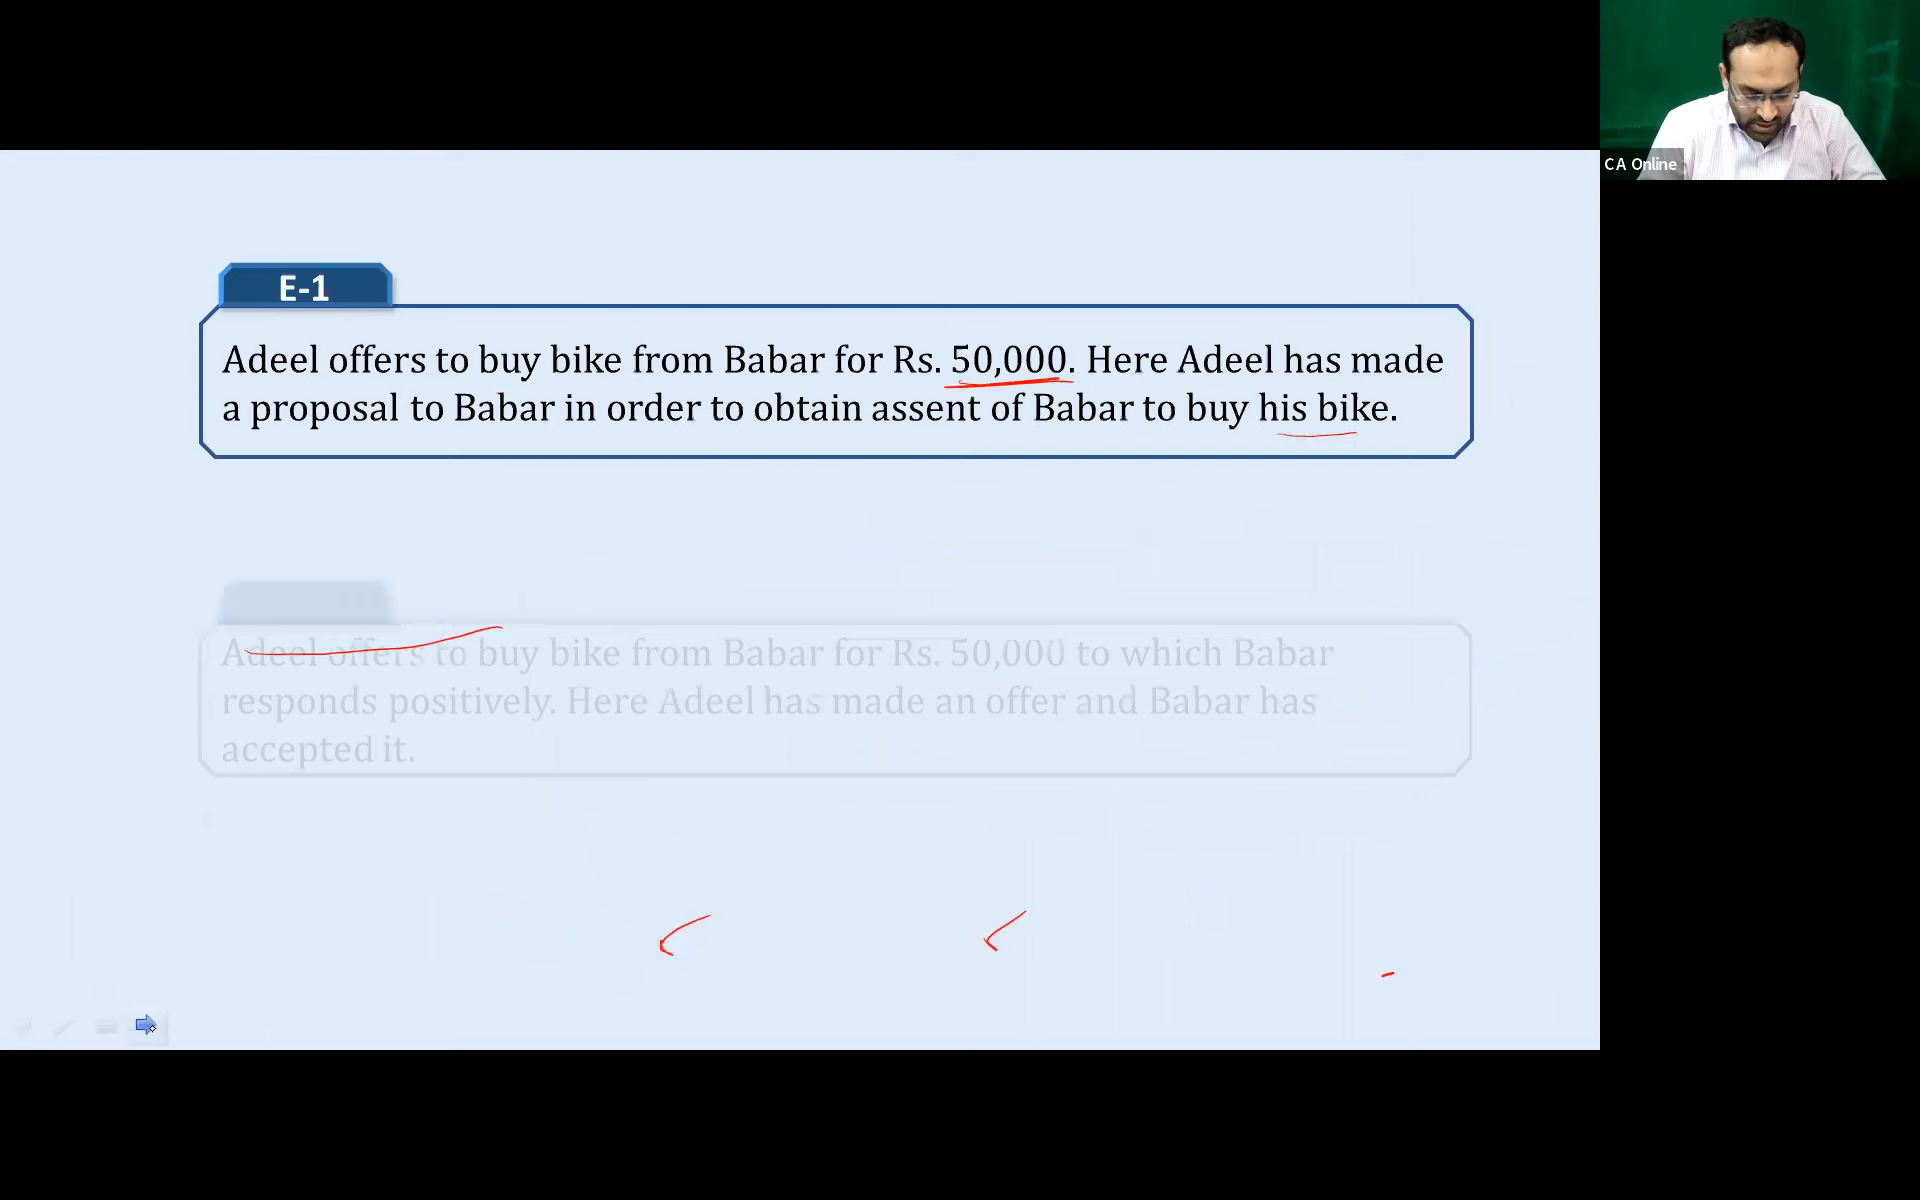 C A Online
E-1
Adeel offers to buy bike from Babar for Rs. 50,000. Here Adeel has made
a proposal to Babar in order to obtain assent of Babar to buy his bike.
Adeel offers to buy bike from Babar for Rs. 50,000 to which Babar
responds positively. Here Adeel has made an offer and Babar has
accepted it.